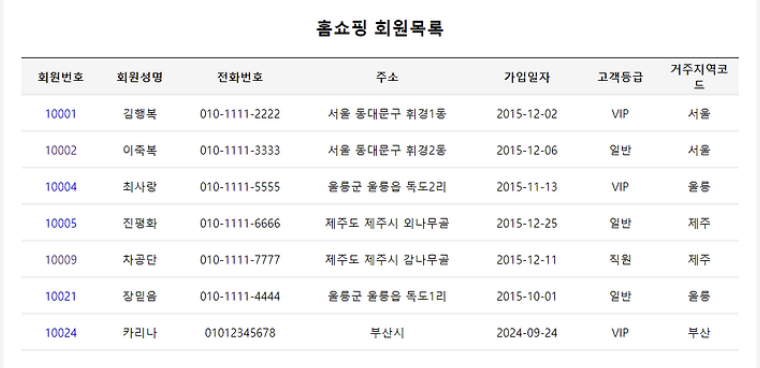 홈쇼핑 회원목록
회원번호 회원성명 전화번호 주소 가입일자 고객등급 거주지역코드
10001 김행복 010-1111-2222 서울 동대문구 휘경1동 2015-12-02 VIP 서울
10002 이축복 010-1111-3333 서울 동대문구 휘경2동 2015-12-06 일반 서울
10004 최사랑 010-1111-5555 울릉군 울릉읍 독도2리 2015-11-13 VIP 울릉
10005 진평화 010-1111-6666 제주도 제주시 외나무골 2015-12-25 일반 제주
10009 차공단 010-1111-7777 제주도 제주시 감나무골 2015-12-11 직원 제주
10021 장믿음 010-1111-4444 울릉군 울릉읍 독도1리 2015-10-01 일반 울릉
10024 카리나 01012345678 부산시 2024-09-24 VIP 부산